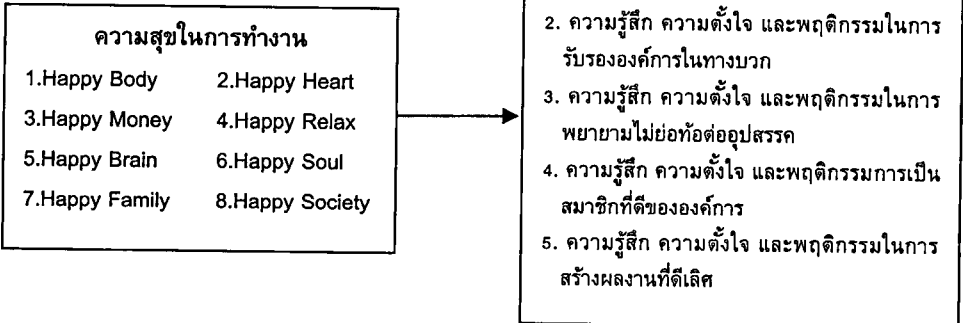 ความสุขในการทำงาน
1.Happy Body 2.Happy Heart
3.Happy Money 4.Happy Relax
5.Happy Brain 6.Happy Soul
7.Happy Family 8.Happy Society
2. ความรู้สึก ความตั้งใจ และพฤติกรรมในการ
รับรององค์การในทางบวก
3. ความรู้สึก ความตั้งใจ และพฤติกรรมในการ
พยายามไม่ย่อท้อต่ออุปสรรค
4. ความรู้สึก ความตั้งใจ และพฤติกรรมการเป็น
สมาชิกที่ดีขององค์การ
5. ความรู้สึก ความตั้งใจ และพฤติกรรมในการ
สร้างผลงานที่ดีเลิศ